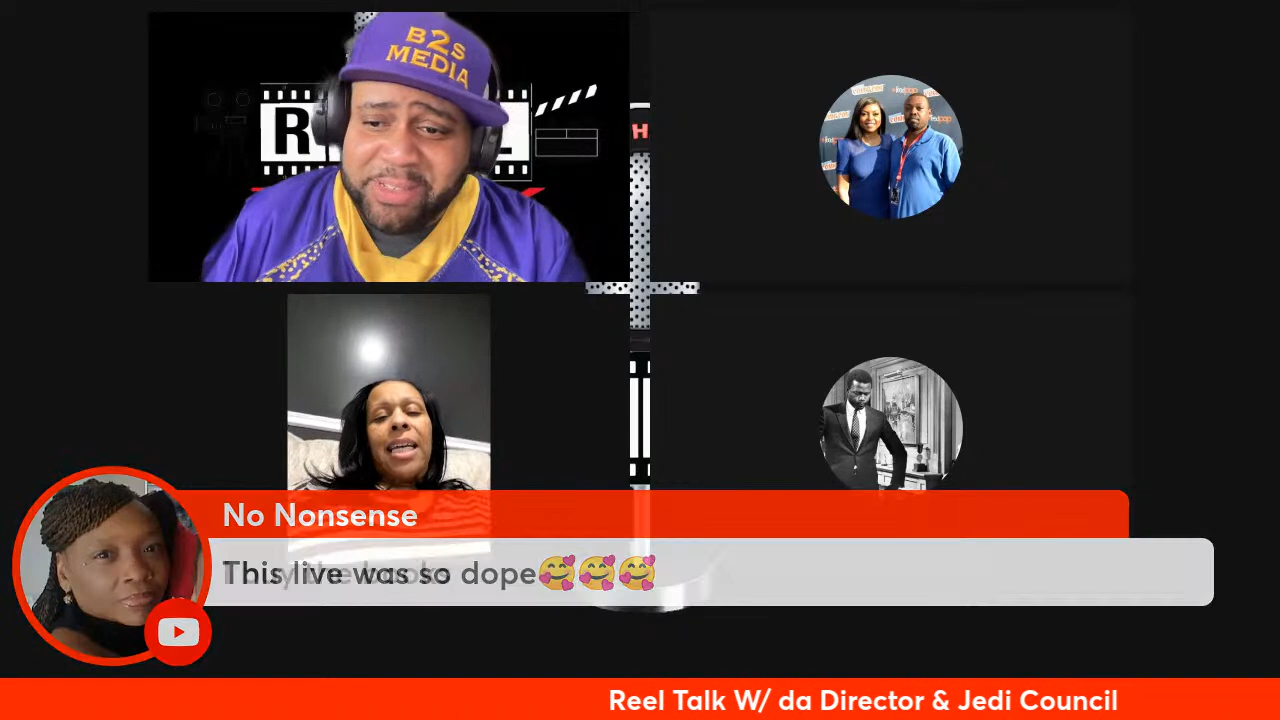 B2S
MEDIA
R
L
H
No Nonsense
This live was so dope🥰🥰🥰
Reel Talk W/ da Director & Jedi Council